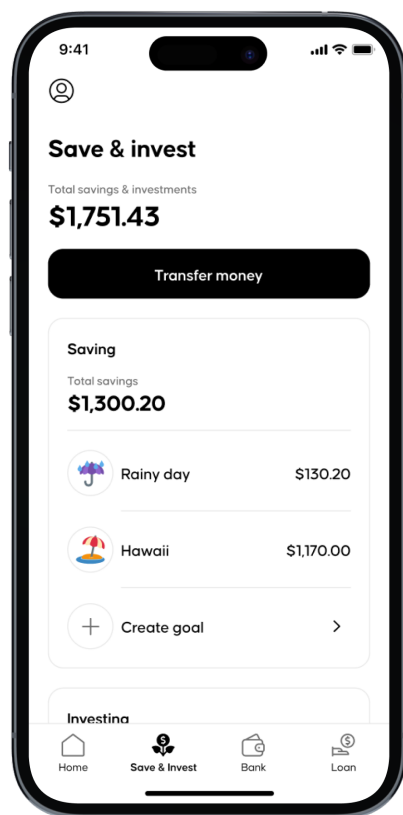 9:41
Save & invest
Total savings & investments
$1,751.43
Transfer money
Saving
Total savings
$1,300.20
Rainy day $130.20
Hawaii $1,170.00
Create goal
Investing
Home Save & Invest Bank Loan